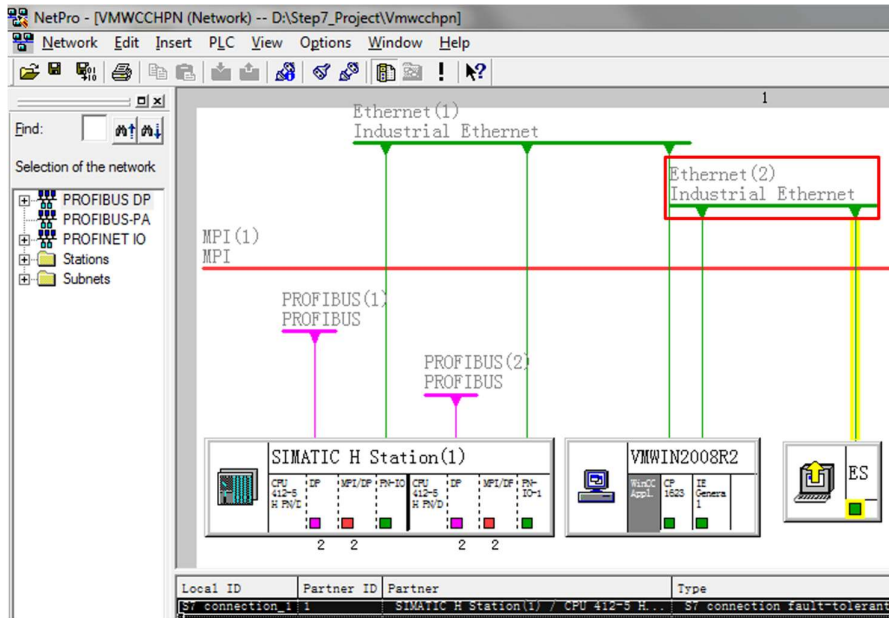 NetPro - [VMWCCHPN (Network) -- D:\Step7_Project\Vmwcchpn]
Network Edit Insert PLC View Options Window Help
Find:
Selection of the network
PROFIBUS DP
PROFIBUS-PA
PROFINET IO
Stations
Subnets
1
Ethernet(1)
Industrial Ethernet
Ethernet(2)
Industrial Ethernet
MPI(1)
MPI
PROFIBUS(1)
PROFIBUS
PROFIBUS(2)
PROFIBUS
SIMATIC H Station(1)
CPU 412-5 H PN/D
DP
MPI/DP
PN-IO
CPU 412-5 H PN/D
DP
MPI/DP
PN-IO-1
2 2 2 2
VMWIN2008R2
WinCC Appl.
CP 1623
IE Genera 1
ES
Local ID Partner ID Partner Type
S7 connection_1 1 SIMATIC H Station(1) / CPU 412-5 H... S7 connection fault-tolerant